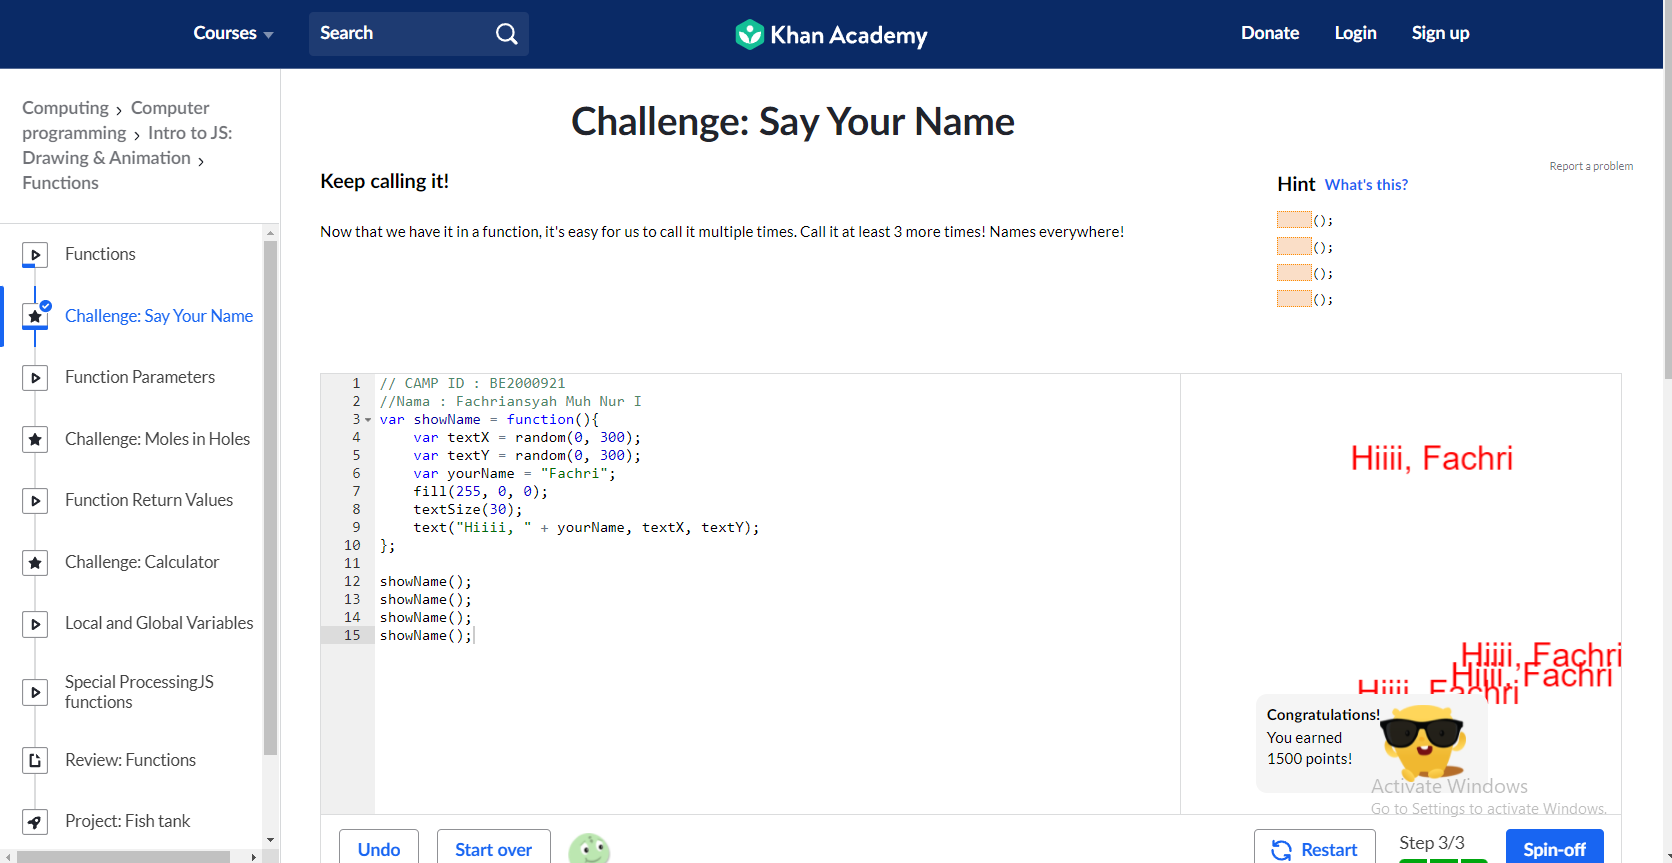 Courses
Search
Khan Academy
Donate
Login
Sign up
Computing › Computer
programming › Intro to JS:
Drawing & Animation ›
Functions
Functions
Challenge: Say Your Name
Function Parameters
Challenge: Moles in Holes
Function Return Values
Challenge: Calculator
Local and Global Variables
Special ProcessingJS
functions
Review: Functions
Project: Fish tank
Challenge: Say Your Name
Report a problem
Keep calling it!
Now that we have it in a function, it's easy for us to call it multiple times. Call it at least 3 more times! Names everywhere!
Hint What's this?
();
();
();
();
1 // CAMP ID : BE2000921
2 //Nama : Fachriansyah Muh Nur I
3 var showName = function(){
4 var textX = random(0, 300);
5 var textY = random(0, 300);
6 var yourName = "Fachri";
7 fill(255, 0, 0);
8 textSize(30);
9 text("Hiiii, " + yourName, textX, textY);
10 };
11
12 showName();
13 showName();
14 showName();
15 showName();
Hiiii, Fachri
Hiiii, Fachri
Hiiii, Fachri
Hiiii, Fachri
Congratulations!
You earned
1500 points!
Activate Windows
Go to Settings to activate Windows.
Undo
Start over
Restart
Step 3/3
Spin-off